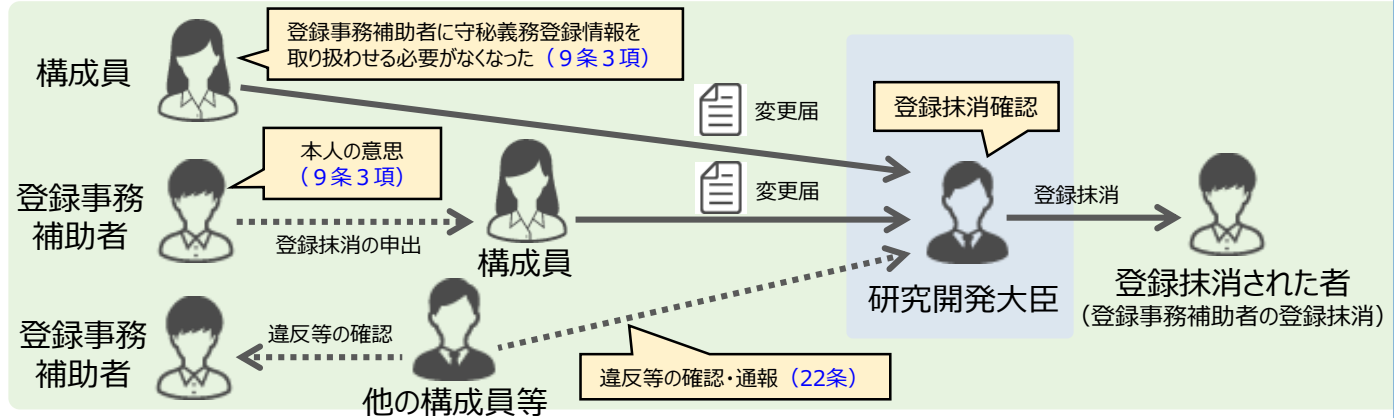 構成員
登録事務補助者に守秘義務登録情報を
取り扱わせる必要がなくなった（９条３項）
変更届
登録抹消確認
登録事務
補助者
本人の意思
（９条３項）
登録抹消の申出
構成員
変更届
研究開発大臣
登録抹消
登録抹消された者
（登録事務補助者の登録抹消）
登録事務
補助者
違反等の確認
他の構成員等
違反等の確認・通報（22条）